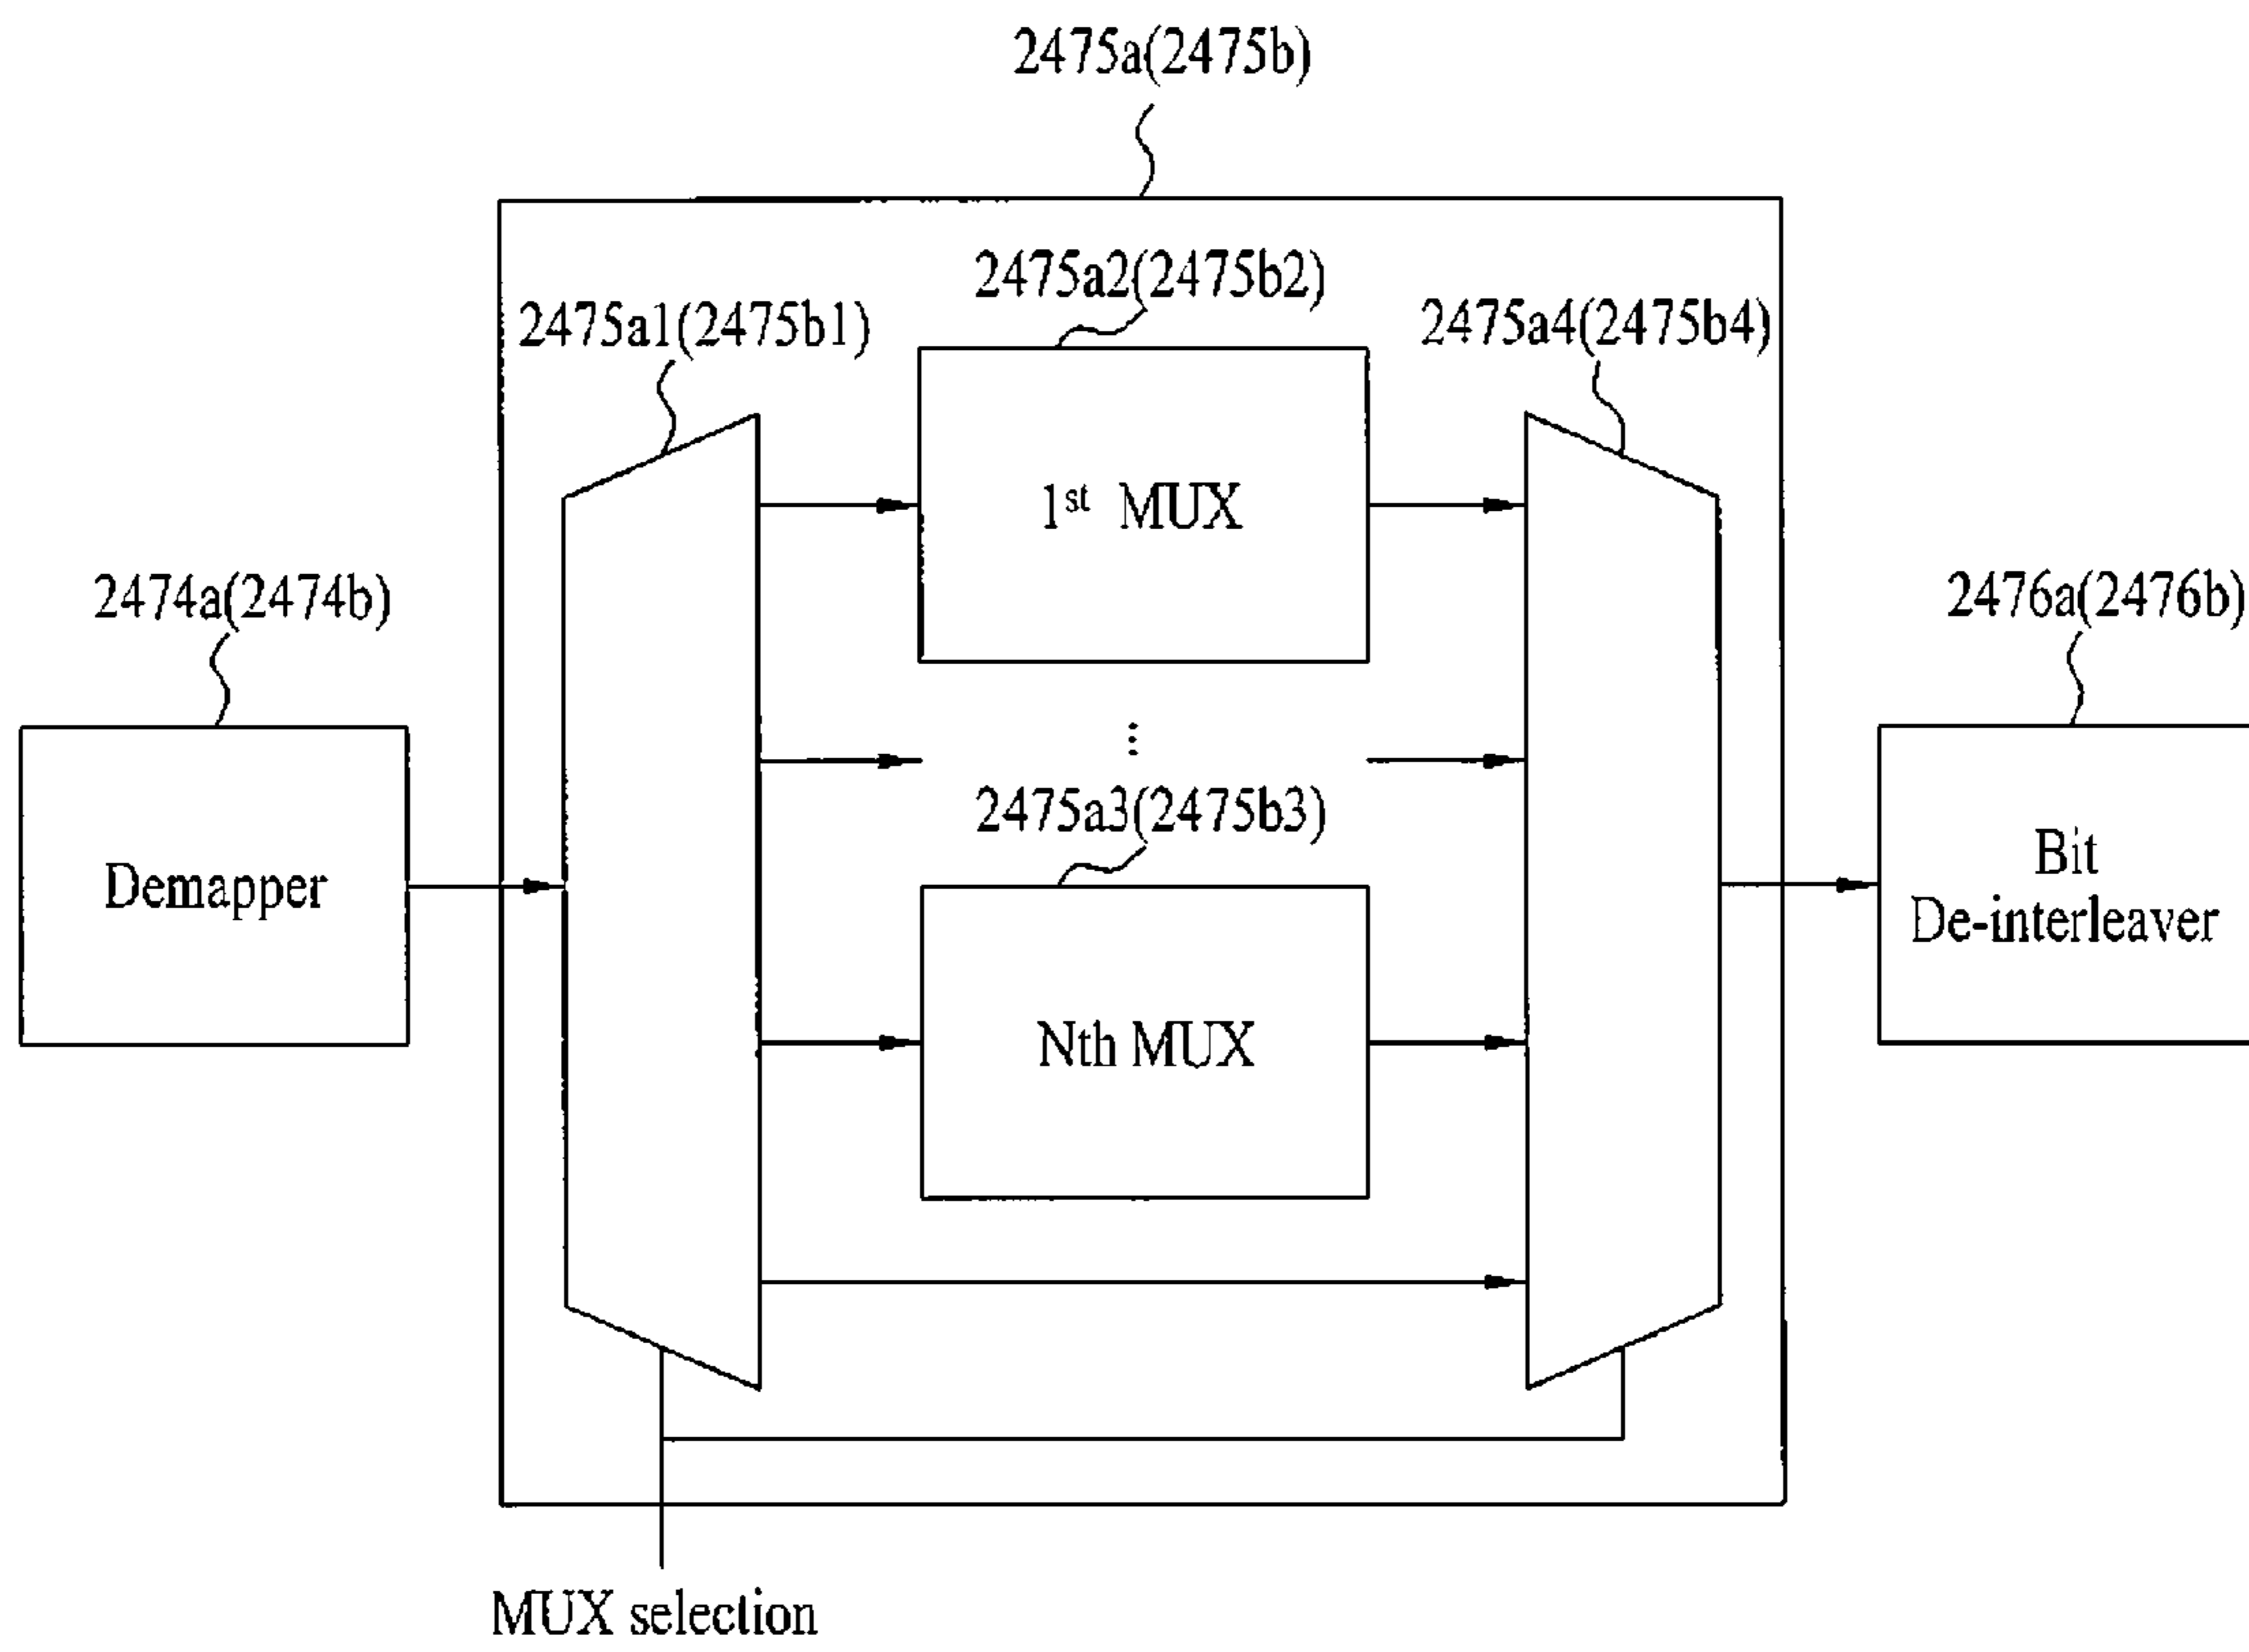 2475a(2475b)
2475a2(2475b2)
2475a1(2475b1)
2475a4(2475b4)
1st MUX
2474a(2474b)
2476a(2476b)
⋮
2475a3(2475b3)
Demapper
Bit
De-interleaver
Nth MUX
MUX selection